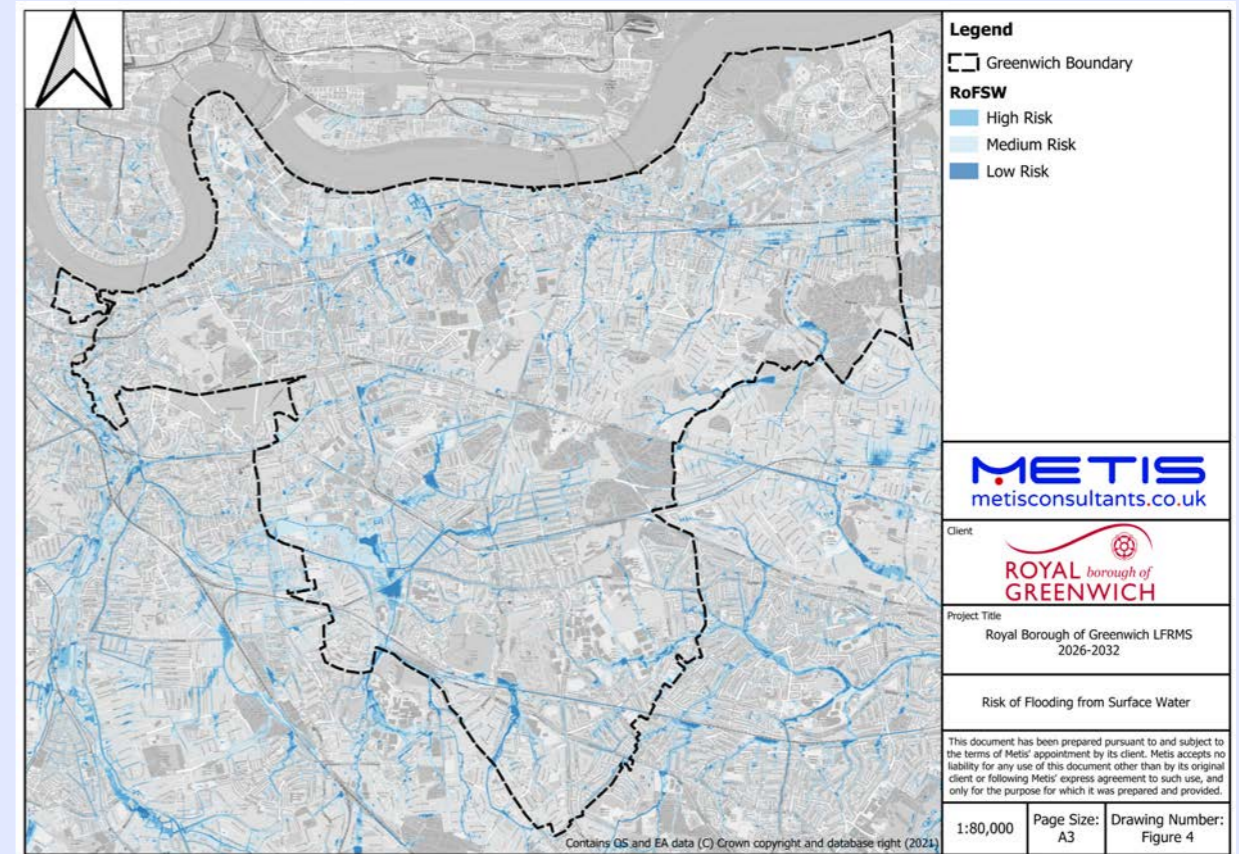 Legend
Greenwich Boundary
RoFSW
High Risk
Medium Risk
Low Risk
METIS
metisconsultants.co.uk
Client
ROYAL borough of
GREENWICH
Project Title
Royal Borough of Greenwich LFRMS
2026-2032
Risk of Flooding from Surface Water
This document has been prepared pursuant to and subject to
the terms of Metis' appointment by its client. Metis accepts no
liability for any use of this document other than by its original
client or following Metis' express agreement to such use, and
only for the purpose for which it was prepared and provided.
1:80,000
Page Size:
A3
Drawing Number:
Figure 4
Contains OS and EA data (C) Crown copyright and database right (2021)